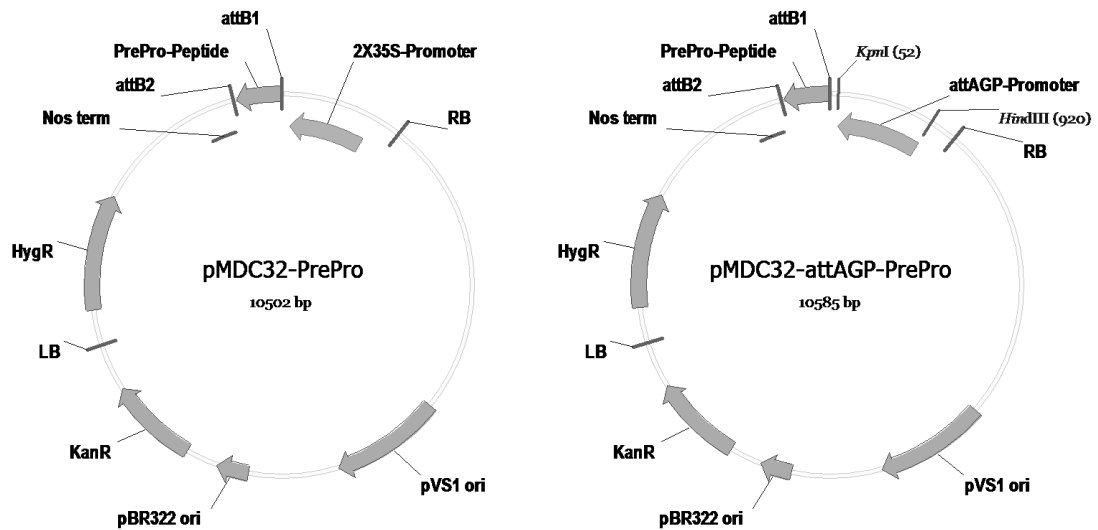 attB1
PrePro-Peptide
2X35S-Promoter
attB2
Nos term
RB
HygR
pMDC32-PrePro
10502 bp
LB
KanR
pVS1 ori
pBR322 ori
attB1
PrePro-Peptide
KpnI (52)
attB2
attAGP-Promoter
Nos term
HindIII (920)
RB
HygR
pMDC32-attAGP-PrePro
10585 bp
LB
KanR
pVS1 ori
pBR322 ori